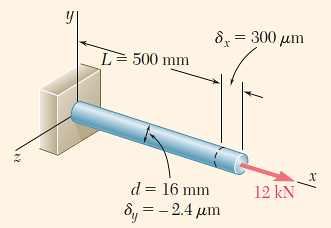 y
δx = 300 μm
L = 500 mm
z
x
d = 16 mm
12 kN
δy = – 2.4 μm